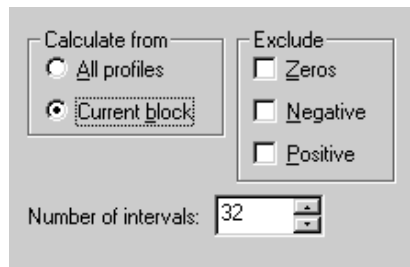 Calculate from
All profiles
Current block
Exclude
Zeros
Negative
Positive
Number of intervals: 32